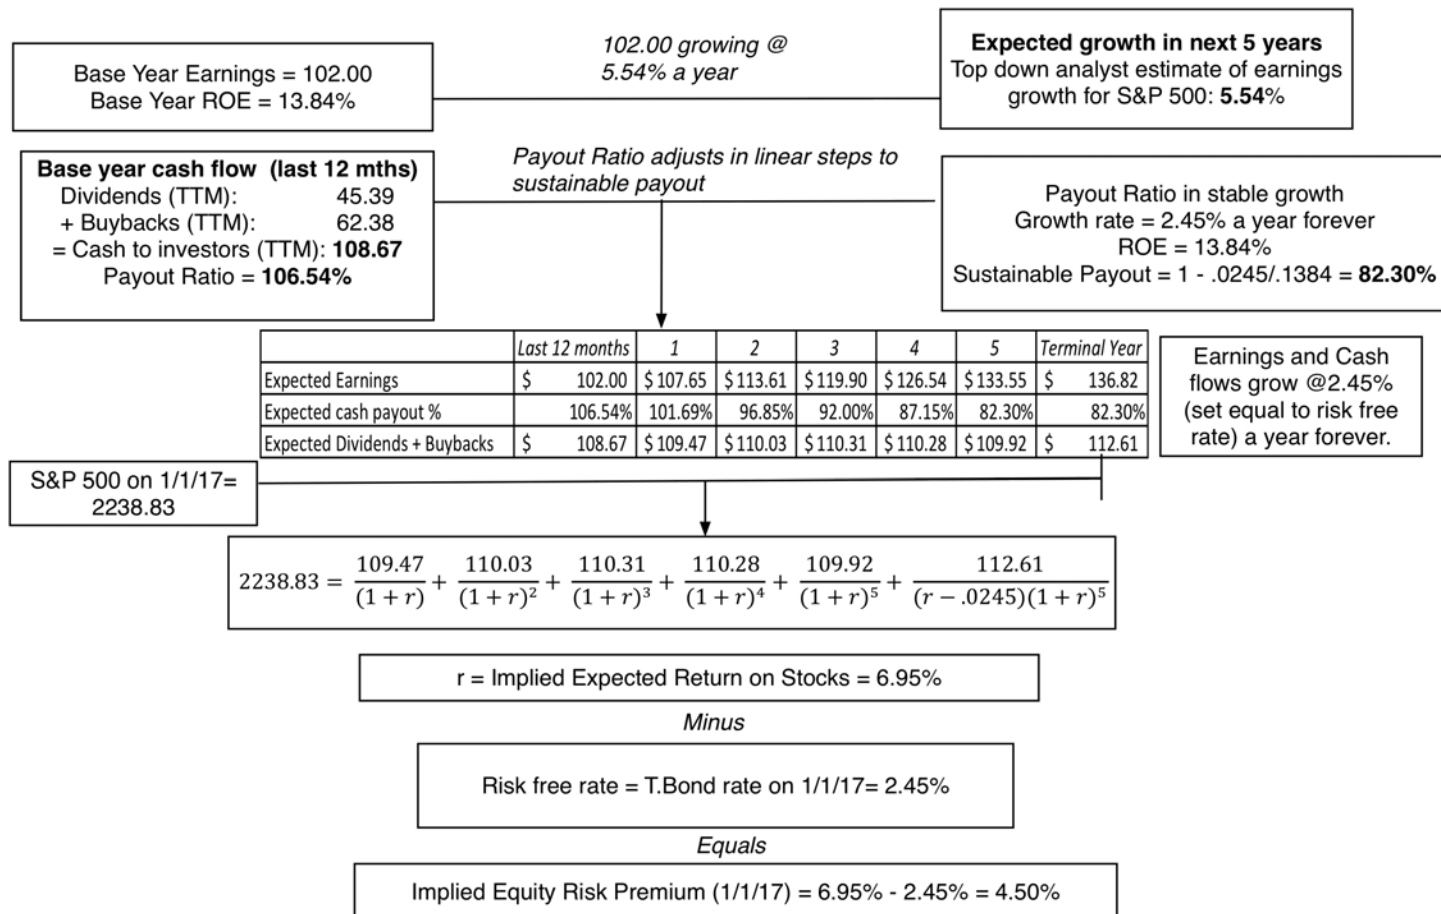 Base Year Earnings = 102.00
Base Year ROE = 13.84%
102.00 growing @
5.54% a year
Expected growth in next 5 years
Top down analyst estimate of earnings
growth for S&P 500: 5.54%
Base year cash flow (last 12 mths)
Dividends (TTM): 45.39
+ Buybacks (TTM): 62.38
= Cash to investors (TTM): 108.67
Payout Ratio = 106.54%
Payout Ratio adjusts in linear steps to
sustainable payout
Payout Ratio in stable growth
Growth rate = 2.45% a year forever
ROE = 13.84%
Sustainable Payout = 1 - .0245/.1384 = 82.30%
Last 12 months 1 2 3 4 5 Terminal Year
Expected Earnings $ 102.00 $107.65 $113.61 $119.90 $126.54 $133.55 $ 136.82
Expected cash payout % 106.54% 101.69% 96.85% 92.00% 87.15% 82.30% 82.30%
Expected Dividends + Buybacks $ 108.67 $109.47 $110.03 $110.31 $110.28 $109.92 $ 112.61
Earnings and Cash
flows grow @2.45%
(set equal to risk free
rate) a year forever.
S&P 500 on 1/1/17=
2238.83
2238.83 = 109.47/(1 + r) + 110.03/(1 + r)² + 110.31/(1 + r)³ + 110.28/(1 + r)⁴ + 109.92/(1 + r)⁵ + 112.61/(r − .0245)(1 + r)⁵
r = Implied Expected Return on Stocks = 6.95%
Minus
Risk free rate = T.Bond rate on 1/1/17= 2.45%
Equals
Implied Equity Risk Premium (1/1/17) = 6.95% - 2.45% = 4.50%